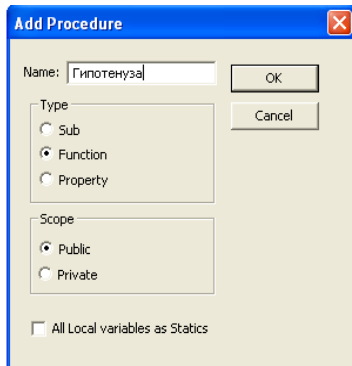 Add Procedure
Name: Гипотенуза
OK
Type
Cancel
Sub
Function
Property
Scope
Public
Private
All Local variables as Statics